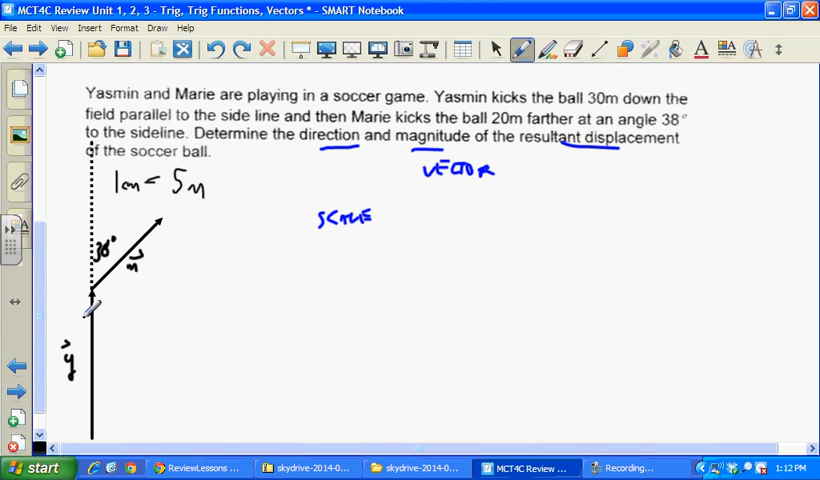 MCT4C Review Unit 1, 2, 3 - Trig, Trig Functions, Vectors * - SMART Notebook
File Edit View Insert Format Draw Help
Yasmin and Marie are playing in a soccer game. Yasmin kicks the ball 30m down the
field parallel to the side line and then Marie kicks the ball 20m farther at an angle 38°
to the sideline. Determine the direction and magnitude of the resultant displacement
of the soccer ball.
VECTOR
1cm = 5m
SCALE
38°
m
y
start ReviewLessons ... skydrive-2014-0... skydrive-2014-0... MCT4C Review ... Recording... 1:12 PM